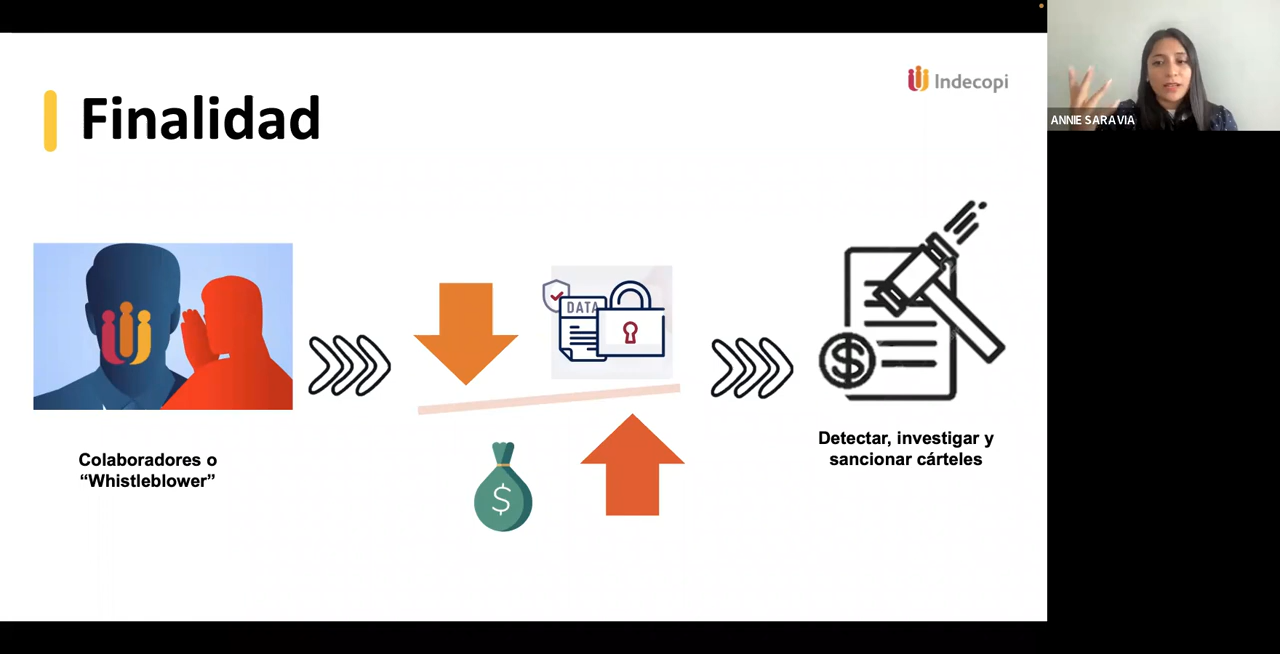 Indecopi
Finalidad
ANNIE SARAVIA
DATA
$
$
Colaboradores o
“Whistleblower”
Detectar, investigar y
sancionar cárteles